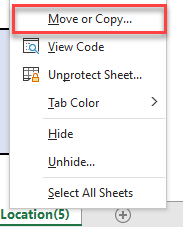 Move or Copy...
View Code
Unprotect Sheet...
Tab Color
Hide
Unhide...
Select All Sheets
Location(5)